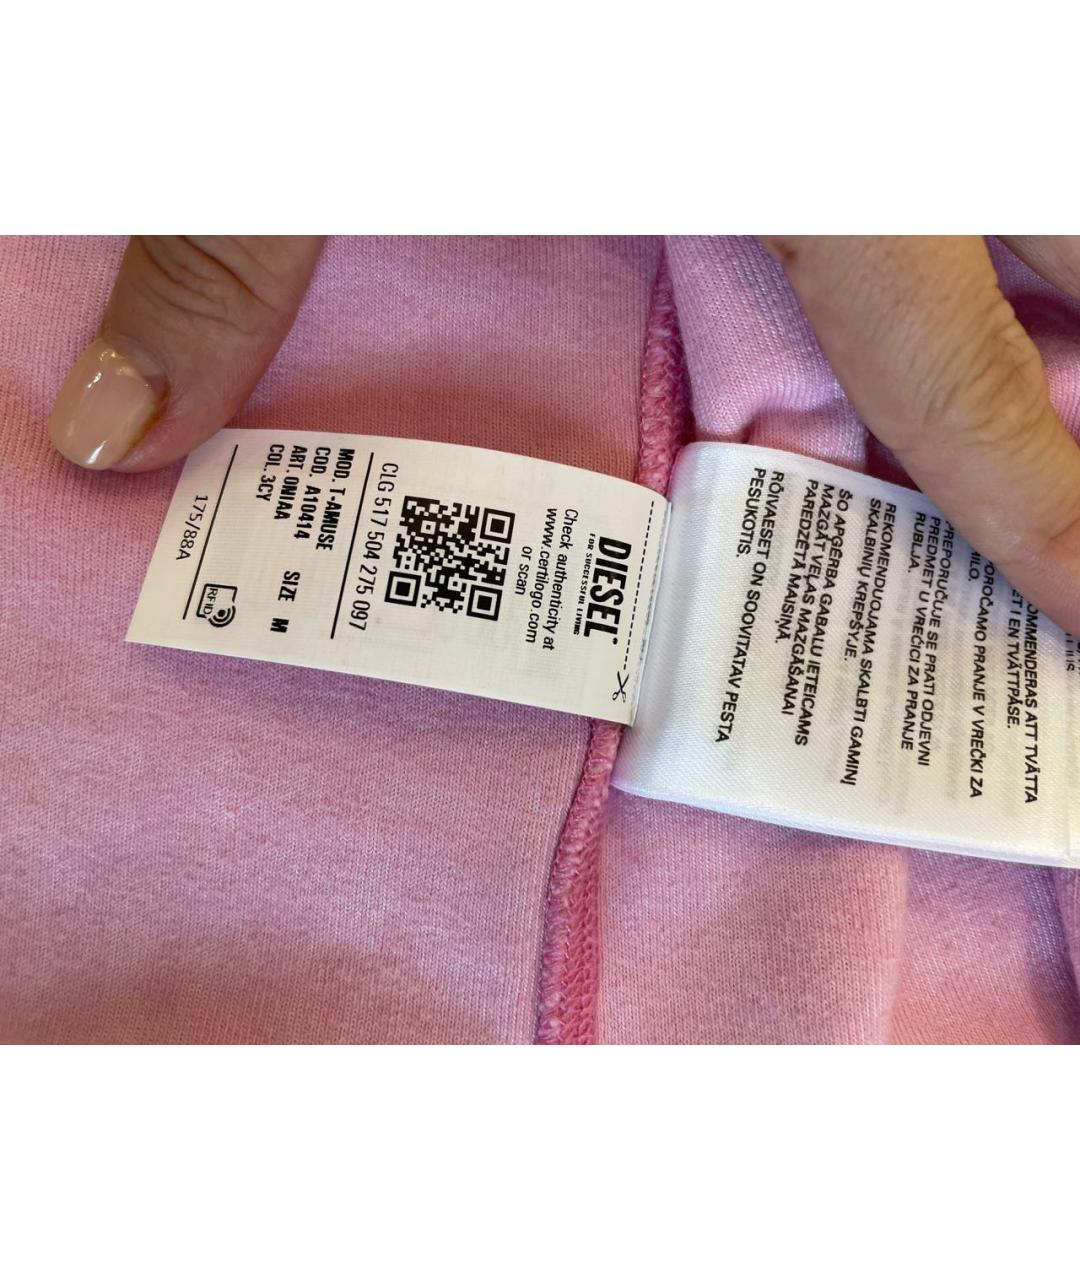 DIESEL
FOR SUCCESSFUL LIVING
Check authenticity at
www.certilogo.com
or scan
CLG 517 504 275 097
MOD. T-AMUSE
COD. A10414
ART. 0NIAA
COL. 3CY
SIZE M
175/88A
RFID
OMMENDERAS ATT TVÄTTA
ET I EN TVÄTTPÅSE.
POROČAMO PRANJE V VREČKI ZA
RILO.
PREPORUČUJE SE PRATI ODJEVNI
PREDMET U VREĆICI ZA PRANJE
RUBLJA.
REKOMENDUOJAMA SKALBTI GAMINĮ
SKALBINIŲ KREPŠYJE.
ŠO APĢĒRBA GABALU IETEICAMS
MAZGĀT VEĻAS MAZGĀŠANAI
PAREDZĒTĀ MAISIŅĀ.
RÕIVAESET ON SOOVITATAV PESTA
PESUKOTIS.